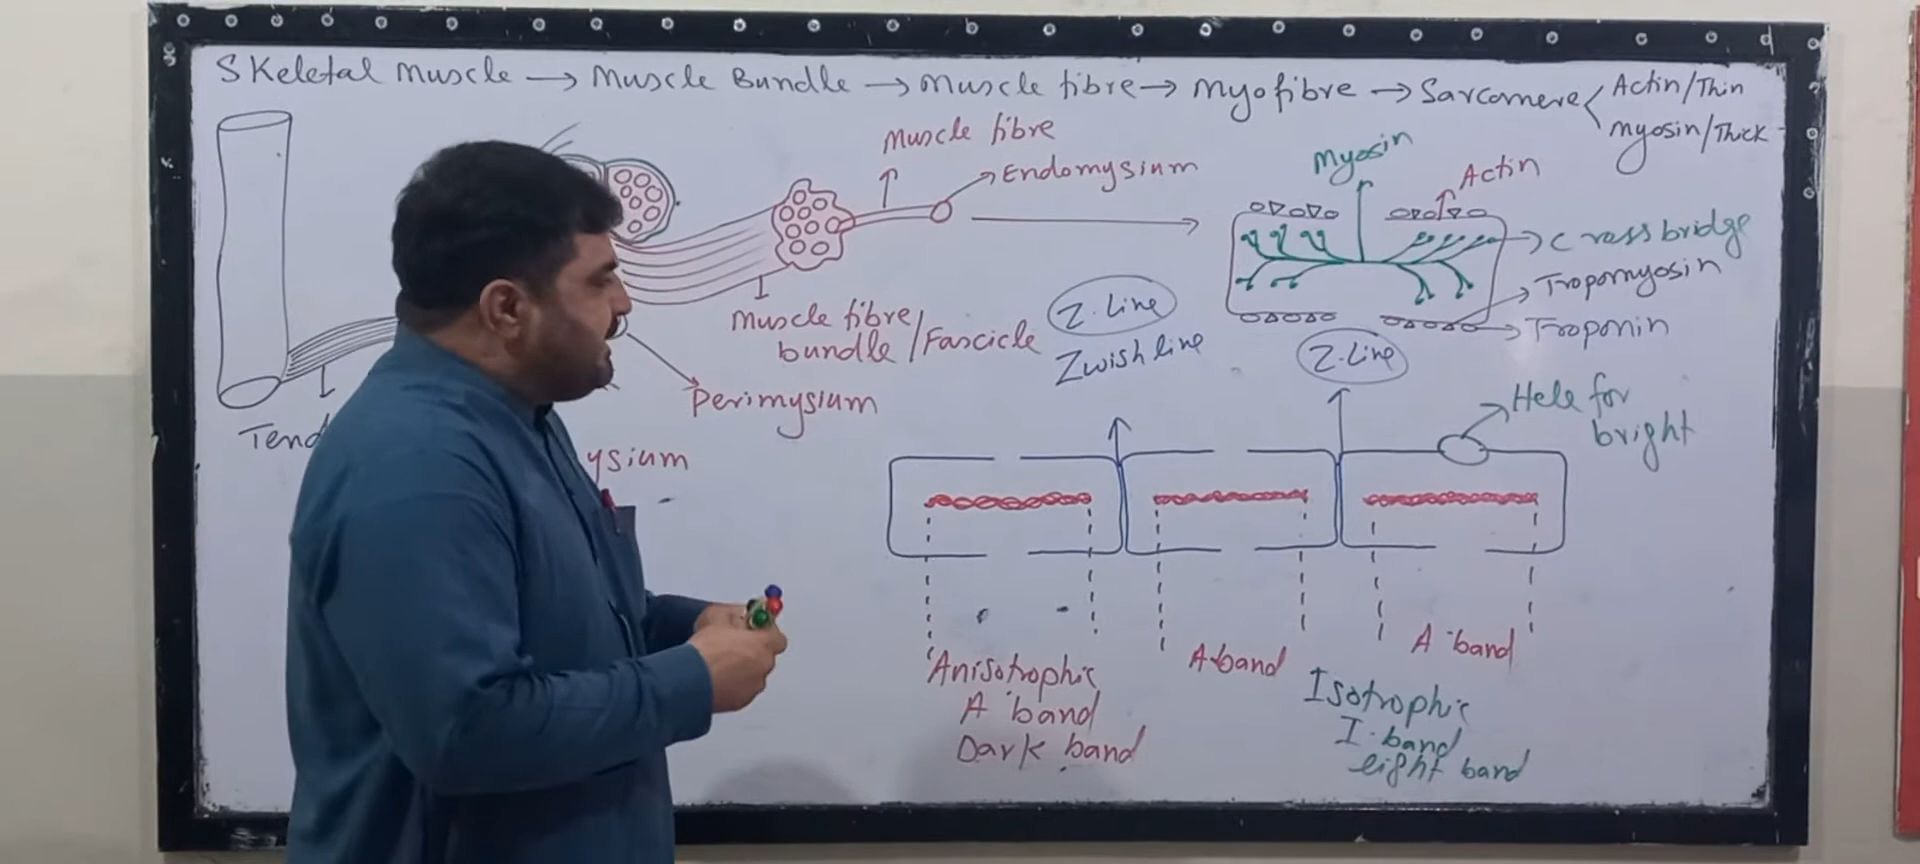 Skeletal Muscle → Muscle Bundle → Muscle fibre → Myofibre → Sarcomere
Actin/Thin
myosin/Thick
Muscle fibre
Endomysium
Myosin
Actin
Cross bridge
Tropomyosin
Troponin
Muscle fibre
bundle/Fascicle
Z.Line
Zwish line
Z.Line
Perimysium
Tend
ysium
Hele for
bright
Anisotrophic
A band
Dark band
A band
A band
Isotrophic
I.band
light band